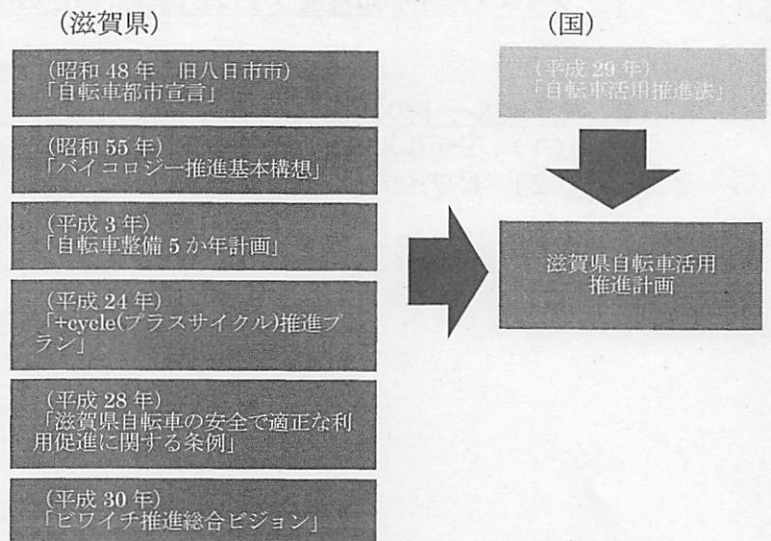 (滋賀県)
(昭和 48 年　旧八日市市)
「自転車都市宣言」
(昭和 55 年)
「バイコロジー推進基本構想」
(平成 3 年)
「自転車整備 5 か年計画」
(平成 24 年)
「+cycle(プラスサイクル)推進プ
ラン」
(平成 28 年)
「滋賀県自転車の安全で適正な利
用促進に関する条例」
(平成 30 年)
「ビワイチ推進総合ビジョン」
(国)
(平成 29 年)
「自転車活用推進法」
滋賀県自転車活用
推進計画